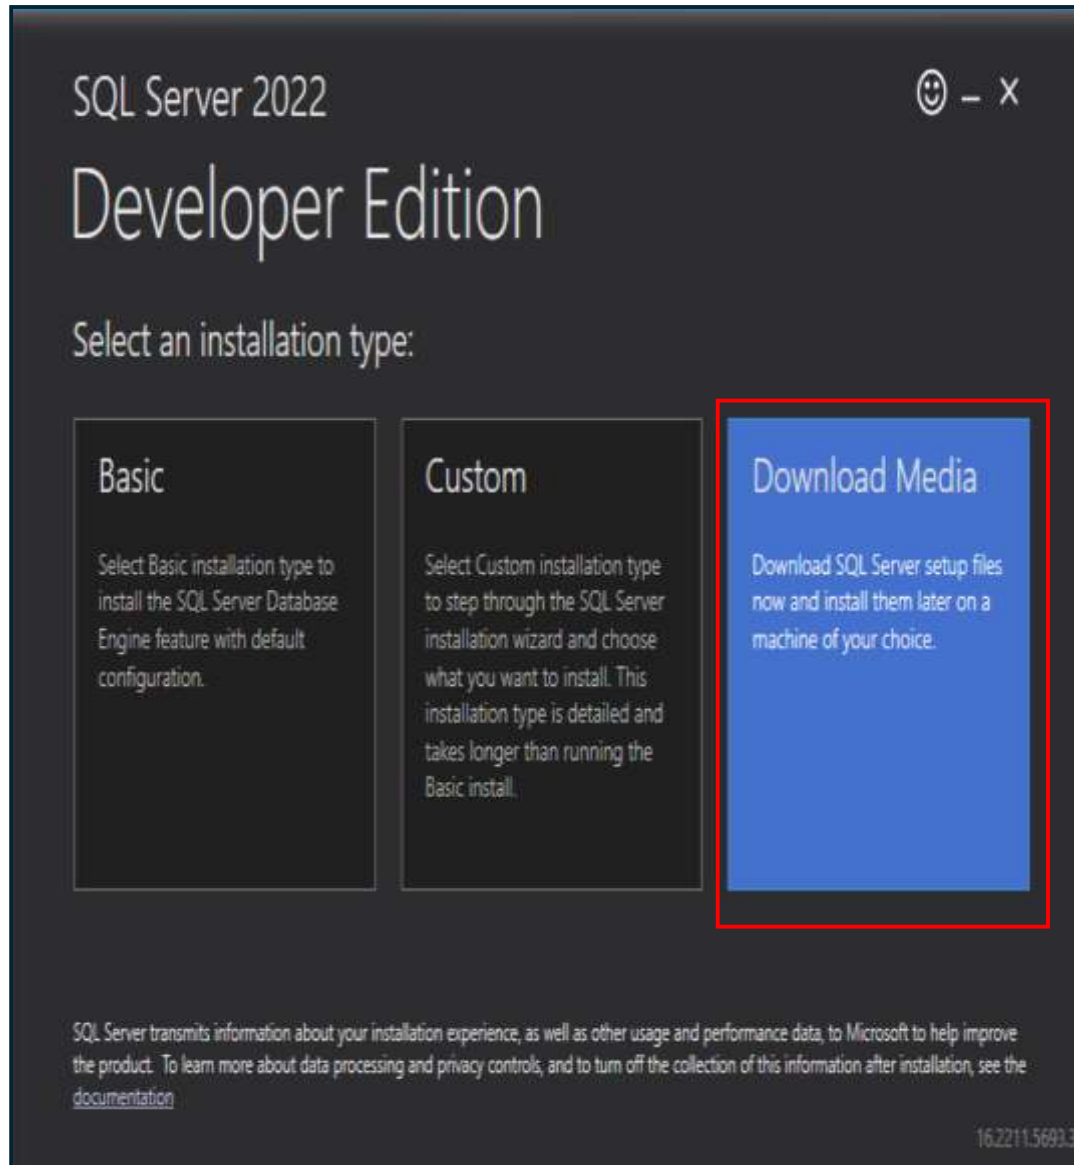 SQL Server 2022
Developer Edition
Select an installation type:
Basic
Select Basic installation type to
install the SQL Server Database
Engine feature with default
configuration.
Custom
Select Custom installation type
to step through the SQL Server
installation wizard and choose
what you want to install. This
installation type is detailed and
takes longer than running the
Basic install.
Download Media
Download SQL Server setup files
now and install them later on a
machine of your choice.
SQL Server transmits information about your installation experience, as well as other usage and performance data, to Microsoft to help improve
the product. To learn more about data processing and privacy controls, and to turn off the collection of this information after installation, see the
documentation
16.2211.5693.3